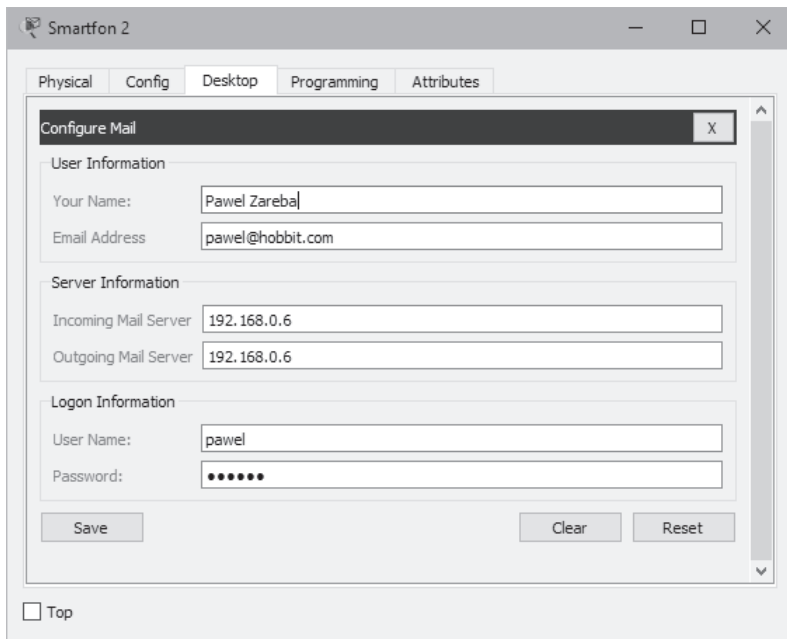 Smartfon 2
Physical Config Desktop Programming Attributes
Configure Mail X
User Information
Your Name: Pawel Zareba
Email Address pawel@hobbit.com
Server Information
Incoming Mail Server 192.168.0.6
Outgoing Mail Server 192.168.0.6
Logon Information
User Name: pawel
Password: ●●●●●●
Save Clear Reset
Top